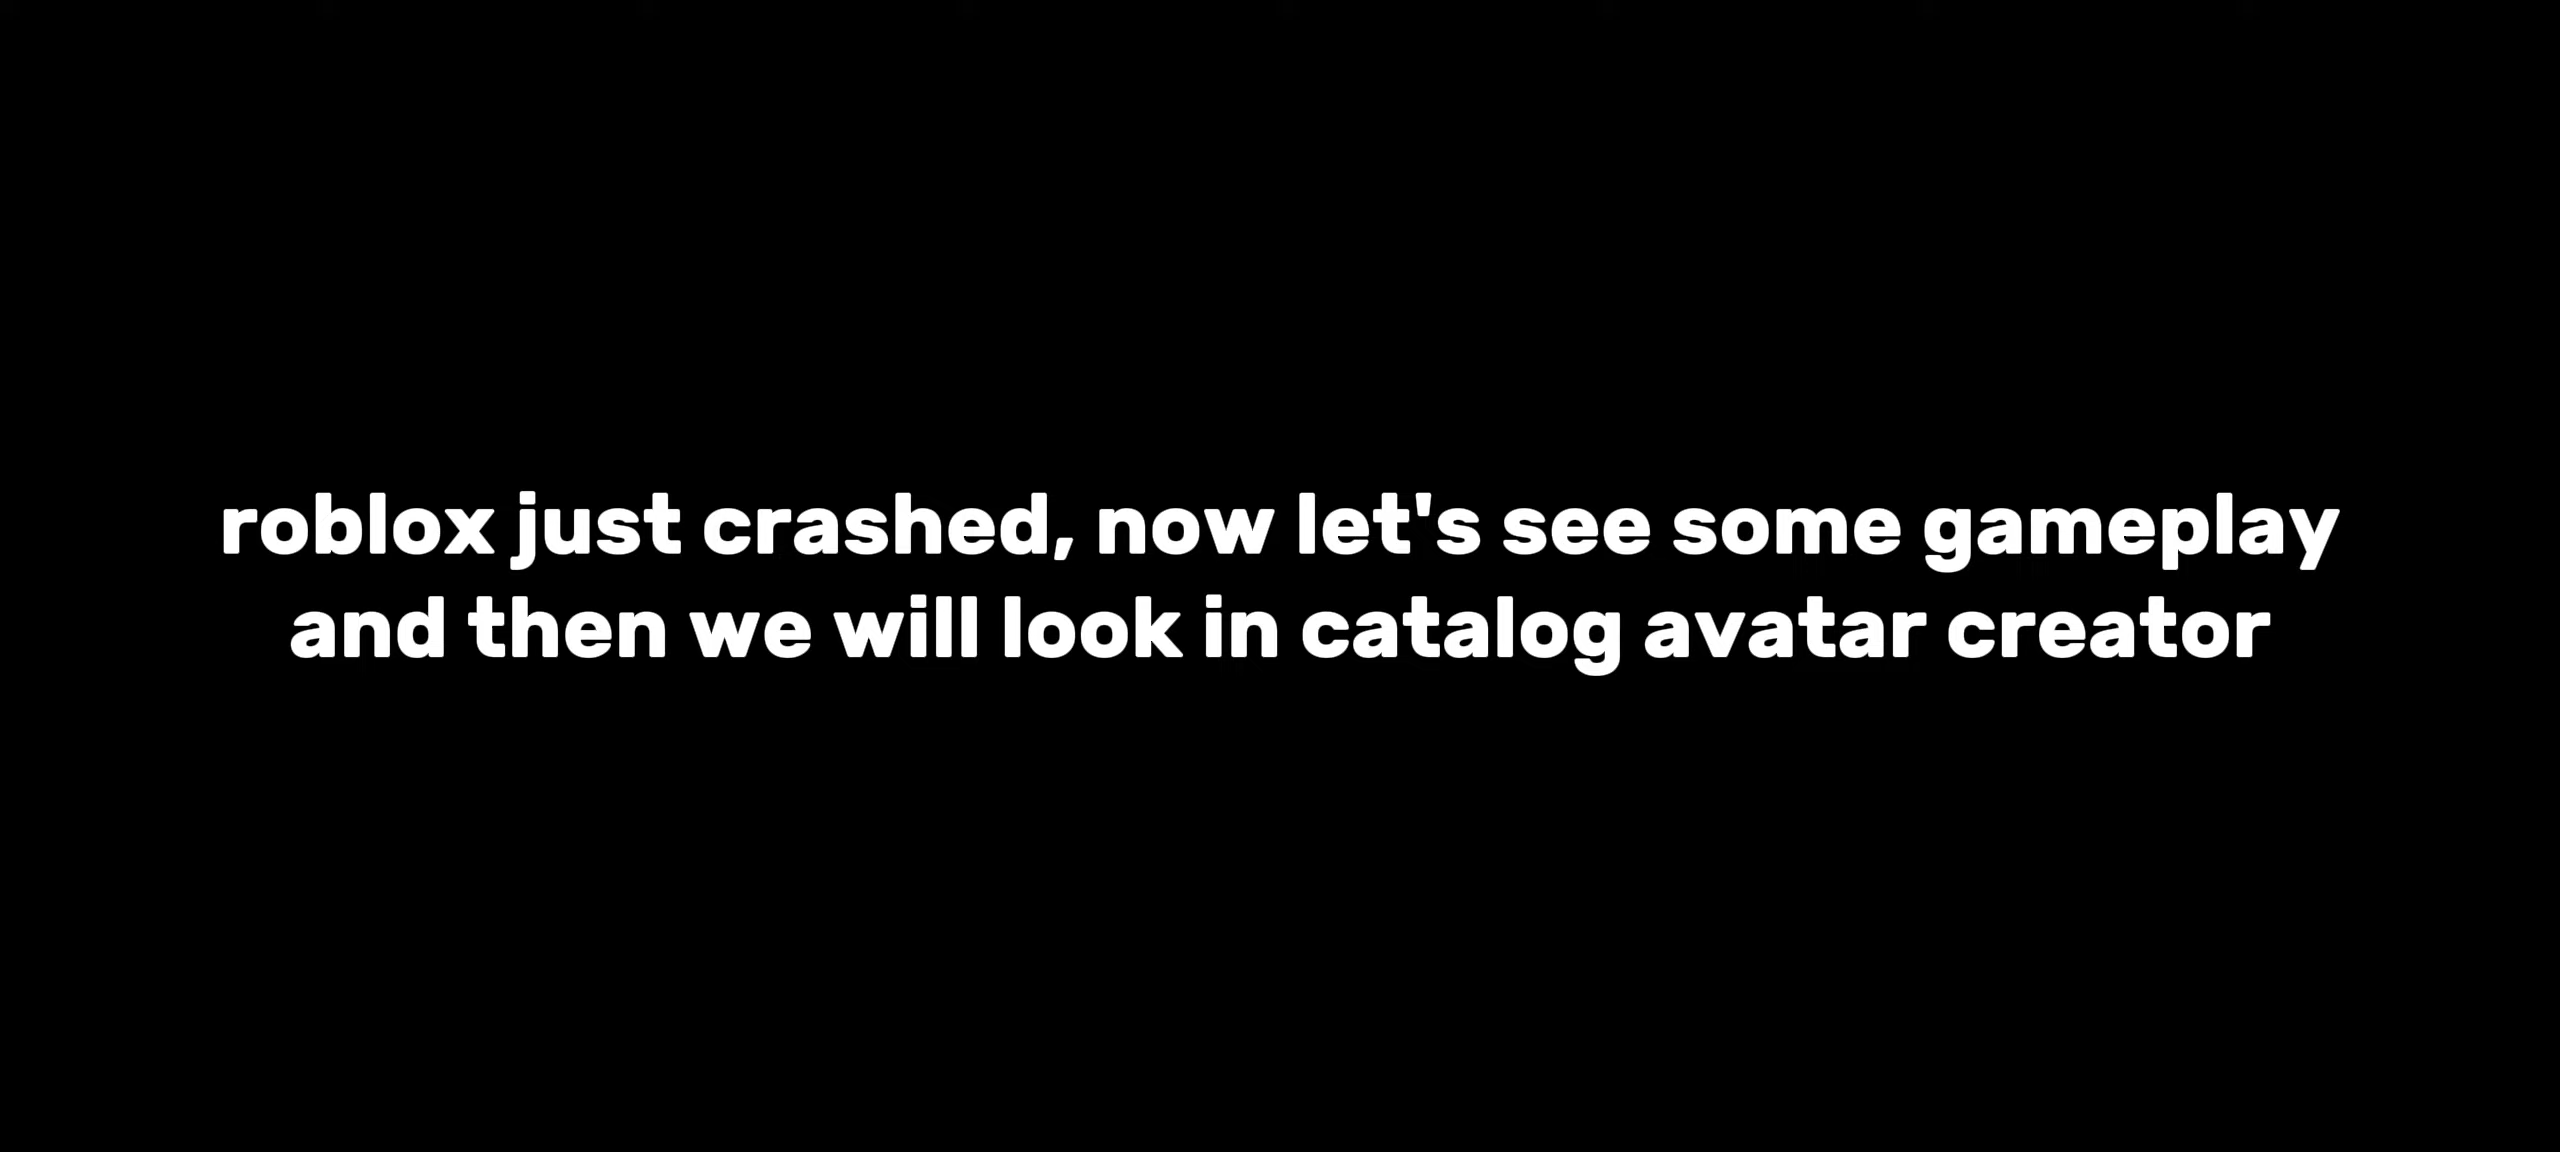 roblox just crashed, now let's see some gameplay
and then we will look in catalog avatar creator